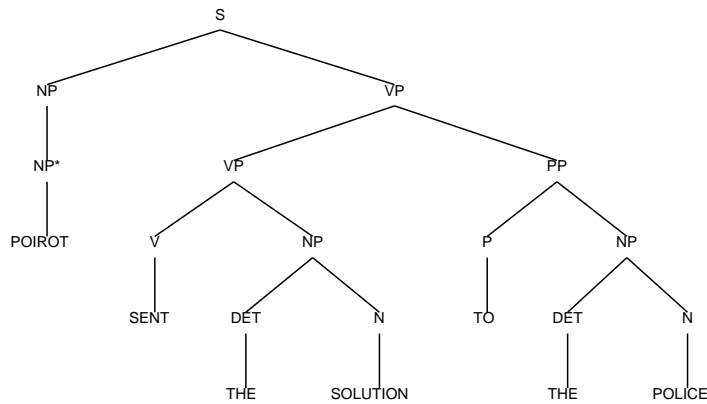 S
NP VP
NP* VP PP
POIROT V NP P NP
SENT DET N TO DET N
THE SOLUTION THE POLICE